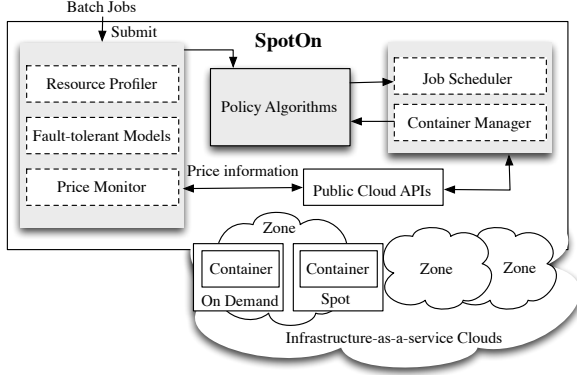 Batch Jobs
Submit
SpotOn
Resource Profiler
Fault-tolerant Models
Price Monitor
Policy Algorithms
Job Scheduler
Container Manager
Price information
Public Cloud APIs
Zone
Container
On Demand
Container
Spot
Zone
Zone
Infrastructure-as-a-service Clouds